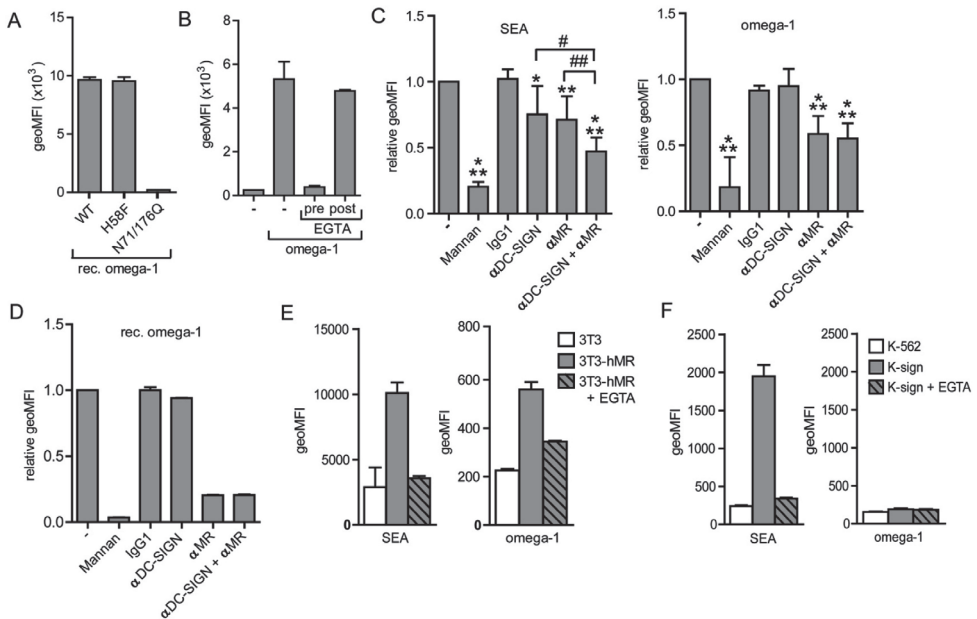 A
geoMFI (x10³)
15
10
5
0
WT
H58F
N71/176Q
rec. omega-1
B
geoMFI (x10³)
8
6
4
2
0
-
-
pre post
EGTA
omega-1
C
SEA
relative geoMFI
1.5
1.0
0.5
0.0
#
##
*
**
*
**
*
**
-
Mannan
IgG1
αDC-SIGN
αMR
αDC-SIGN + αMR
omega-1
relative geoMFI
1.5
1.0
0.5
0.0
*
**
*
**
*
**
-
Mannan
IgG1
αDC-SIGN
αMR
αDC-SIGN + αMR
D
rec. omega-1
relative geoMFI
1.5
1.0
0.5
0.0
-
Mannan
IgG1
αDC-SIGN
αMR
αDC-SIGN + αMR
E
geoMFI
15000
10000
5000
0
SEA
geoMFI
800
600
400
200
0
omega-1
3T3
3T3-hMR
3T3-hMR
+ EGTA
F
geoMFI
2500
2000
1500
1000
500
0
SEA
geoMFI
2500
2000
1500
1000
500
0
omega-1
K-562
K-sign
K-sign + EGTA